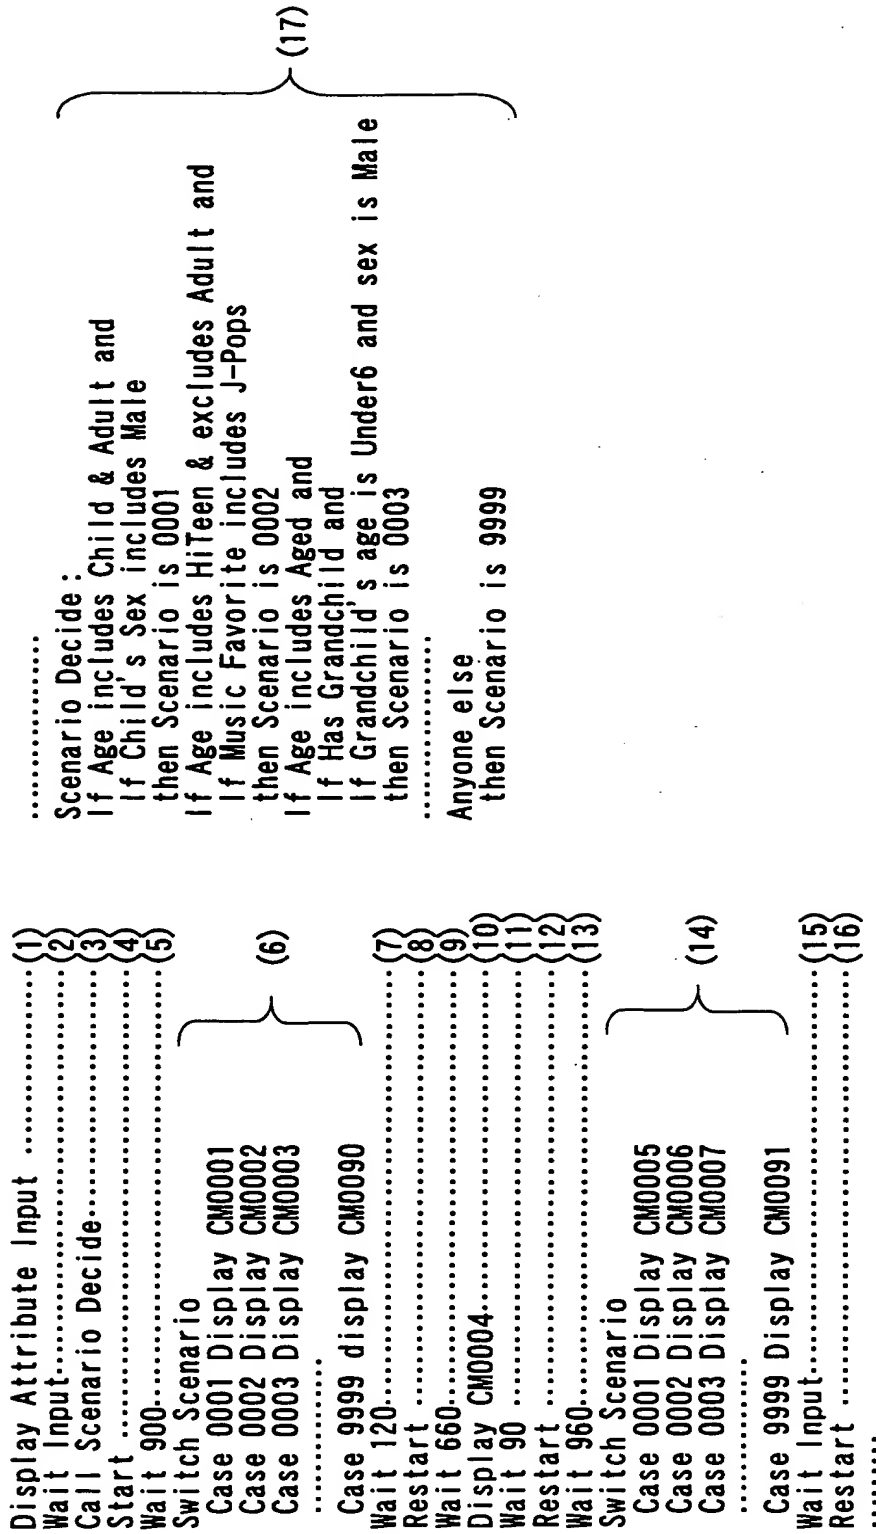 Display Attribute Input ....................(1)
Wait Input....................(2)
Call Scenario Decide....................(3)
Start ....................(4)
Wait 900....................(5)
Switch Scenario
Case 0001 Display CM0001
Case 0002 Display CM0002
Case 0003 Display CM0003
..............
Case 9999 display CM0090
(6)
Wait 120....................(7)
Restart ....................(8)
Wait 660....................(9)
Display CM0004....................(10)
Wait 90 ....................(11)
Restart ....................(12)
Wait 960....................(13)
Switch Scenario
Case 0001 Display CM0005
Case 0002 Display CM0006
Case 0003 Display CM0007
..............
Case 9999 Display CM0091
(14)
Wait Input....................(15)
Restart ....................(16)
..........
................
Scenario Decide:
If Age includes Child & Adult and
If Child's Sex includes Male
then Scenario is 0001
If Age includes HiTeen & excludes Adult and
If Music Favorite includes J-Pops
then Scenario is 0002
If Age includes Aged and
If Has Grandchild and
If Grandchild's age is Under6 and sex is Male
then Scenario is 0003
................
Anyone else
then Scenario is 9999
(17)